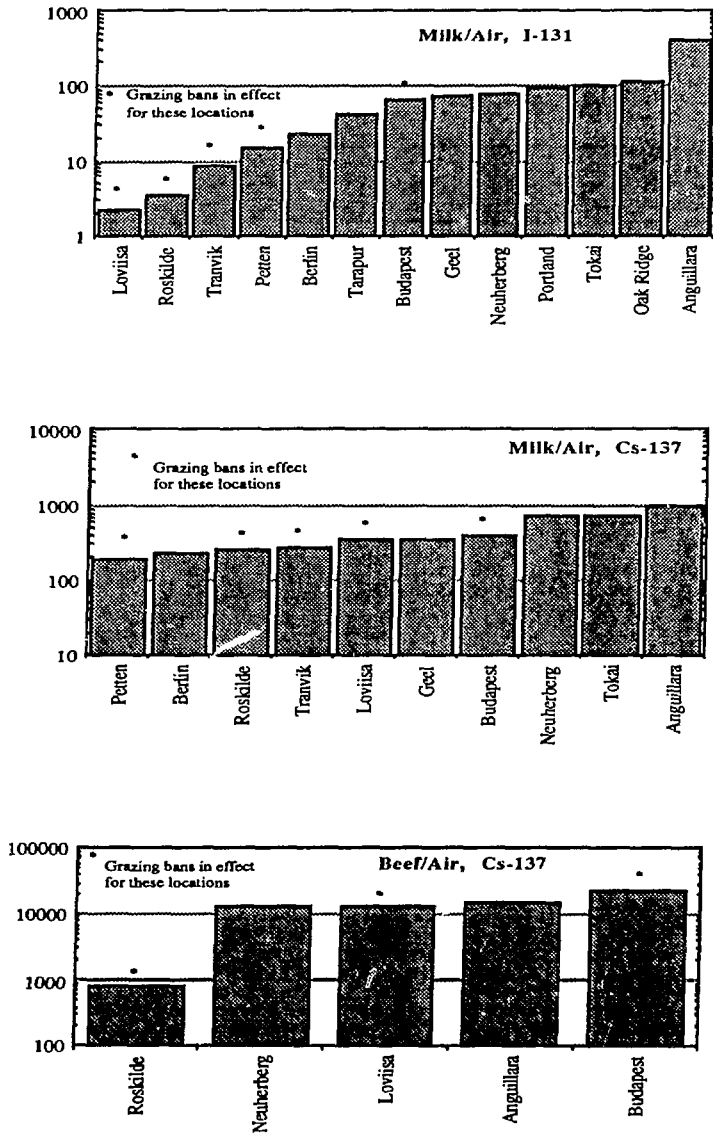 1000
Milk/Air, I-131
100
Grazing bans in effect
for these locations
10
1
Loviisa
Roskilde
Tranvik
Petten
Berlin
Tarapur
Budapest
Geel
Neuherberg
Portland
Tokai
Oak Ridge
Anguillara
10000
Milk/Air, Cs-137
Grazing bans in effect
for these locations
1000
100
10
Petten
Berlin
Roskilde
Tranvik
Loviisa
Geel
Budapest
Neuherberg
Tokai
Anguillara
100000
Beef/Air, Cs-137
Grazing bans in effect
for these locations
10000
1000
100
Roskilde
Neuherberg
Loviisa
Anguillara
Budapest